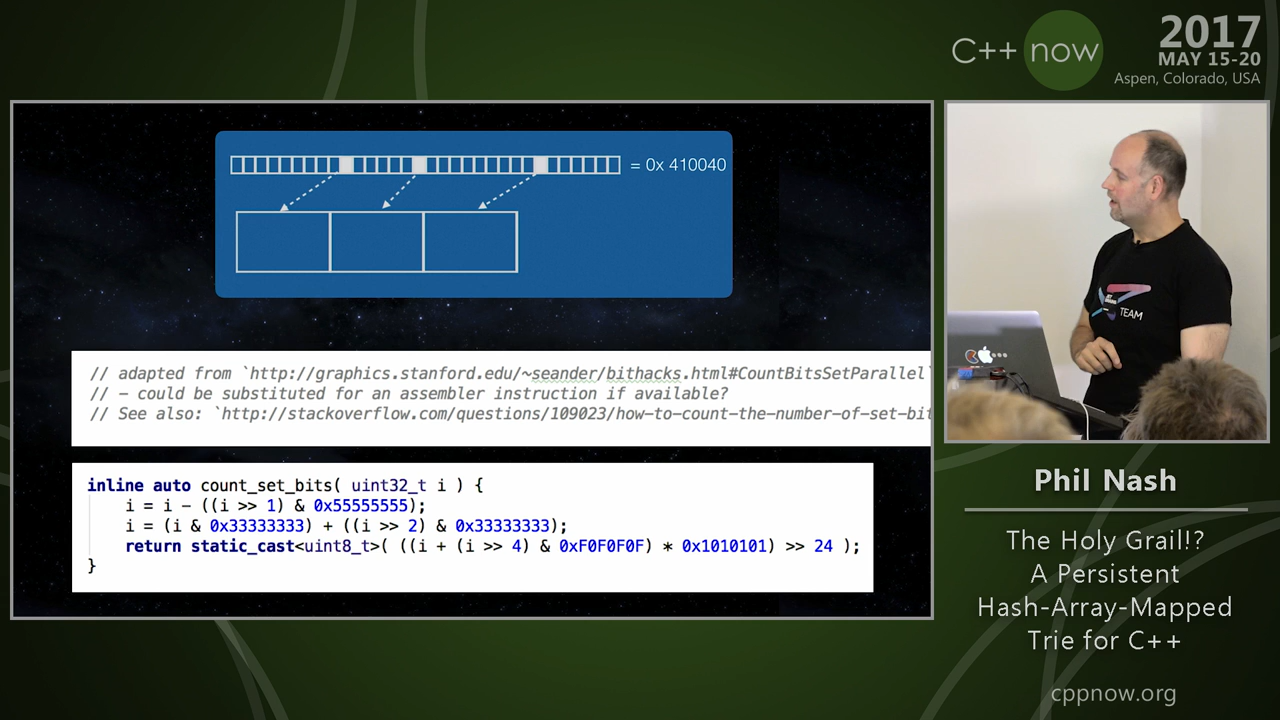 C++ now
2017
MAY 15-20
Aspen, Colorado, USA
= 0x 410040
// adapted from `http://graphics.stanford.edu/~seander/bithacks.html#CountBitsSetParallel`
// - could be substituted for an assembler instruction if available?
// See also: `http://stackoverflow.com/questions/109023/how-to-count-the-number-of-set-bit
inline auto count_set_bits( uint32_t i ) {
i = i - ((i >> 1) & 0x55555555);
i = (i & 0x33333333) + ((i >> 2) & 0x33333333);
return static_cast<uint8_t>( ((i + (i >> 4) & 0xF0F0F0F) * 0x1010101) >> 24 );
}
TEAM
Phil Nash
The Holy Grail!?
A Persistent
Hash-Array-Mapped
Trie for C++
cppnow.org